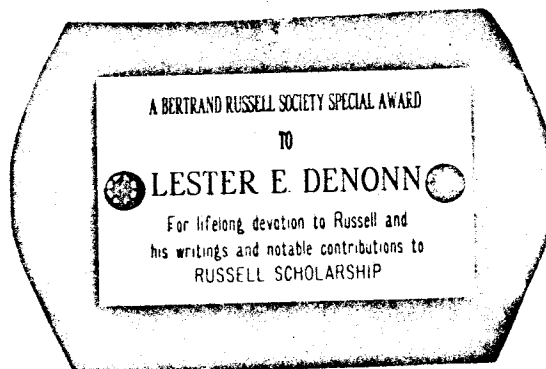 A BERTRAND RUSSELL SOCIETY SPECIAL AWARD
TO
LESTER E. DENONN
For lifelong devotion to Russell and
his writings and notable contributions to
RUSSELL SCHOLARSHIP